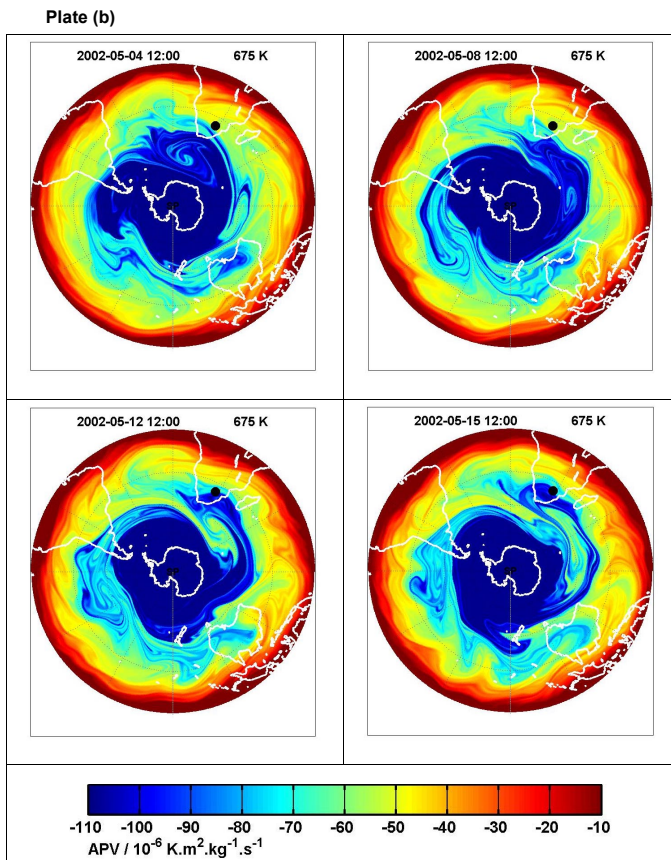 Plate (b)
2002-05-04 12:00 675 K
2002-05-08 12:00 675 K
2002-05-12 12:00 675 K
2002-05-15 12:00 675 K
-110 -100 -90 -80 -70 -60 -50 -40 -30 -20 -10
APV / 10⁻⁶ K.m².kg⁻¹.s⁻¹